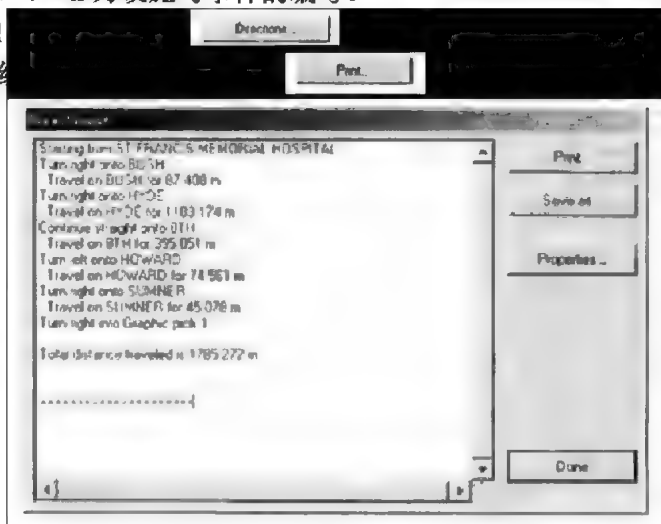 Directions...
Print...
Starting from ST FRANCIS MEMORIAL HOSPITAL
Turn right onto BUSH
Travel on BUSH for 87.408 m
Turn right onto HYDE
Travel on HYDE for 1183.174 m
Continue straight onto 8TH
Travel on 8TH for 395.051 m
Turn left onto HOWARD
Travel on HOWARD for 74.561 m
Turn right onto SUMNER
Travel on SUMNER for 45.078 m
Turn right into Graphic pick 1
Total distance traveled is 1785.272 m
Print
Save as
Properties...
Done